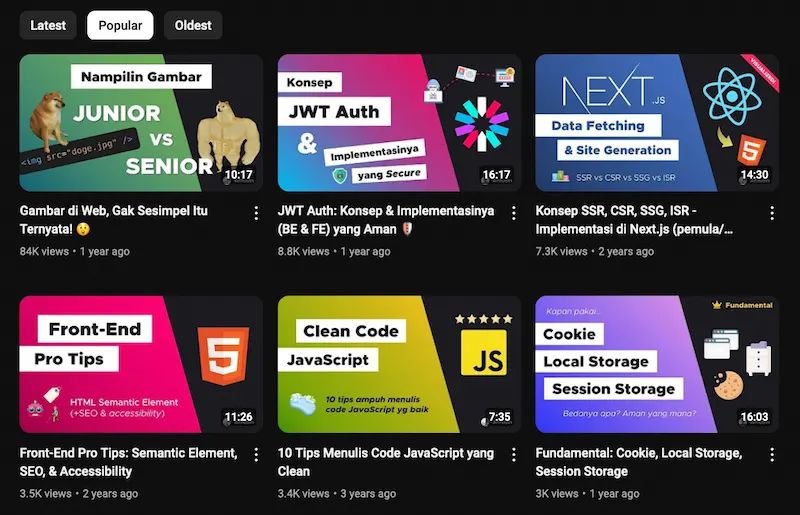 Latest
Popular
Oldest
Nampilin Gambar
JUNIOR
VS
SENIOR
<img src="doge.jpg" />
10:17
Gambar di Web, Gak Sesimpel Itu
Ternyata! 😲
84K views • 1 year ago
Konsep
JWT Auth
&
Implementasinya
yang Secure
16:17
JWT Auth: Konsep & Implementasinya
(BE & FE) yang Aman
8.8K views • 1 year ago
VISUALIZED!
NEXT.JS
Data Fetching
& Site Generation
SSR vs CSR vs SSG vs ISR
5
14:30
Konsep SSR, CSR, SSG, ISR -
Implementasi di Next.js (pemula/...
7.3K views • 2 years ago
Front-End
Pro Tips
5
HTML Semantic Element
(+SEO & accessibility)
11:26
Front-End Pro Tips: Semantic Element,
SEO, & Accessibility
3.5K views • 2 years ago
Clean Code
JavaScript
JS
10 tips ampuh menulis
code JavaScript yg baik
7:35
10 Tips Menulis Code JavaScript yang
Clean
3.4K views • 3 years ago
Fundamental
Kapan pakai...
Cookie
Local Storage
Session Storage
Bedanya apa? Aman yang mana?
16:03
Fundamental: Cookie, Local Storage,
Session Storage
3K views • 1 year ago